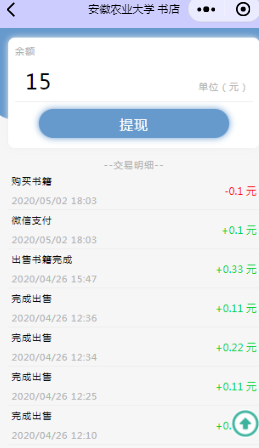 安徽农业大学 书店
余额
12
单位（元）
提现
--交易明细--
购买书籍
-0.1 元
2020/05/02 18:03
微信支付
+0.1 元
2020/05/02 18:03
出售书籍完成
+0.33 元
2020/04/26 15:47
完成出售
+0.11 元
2020/04/26 12:36
完成出售
+0.22 元
2020/04/26 12:34
完成出售
+0.11 元
2020/04/26 12:25
完成出售
+0.
2020/04/26 12:10